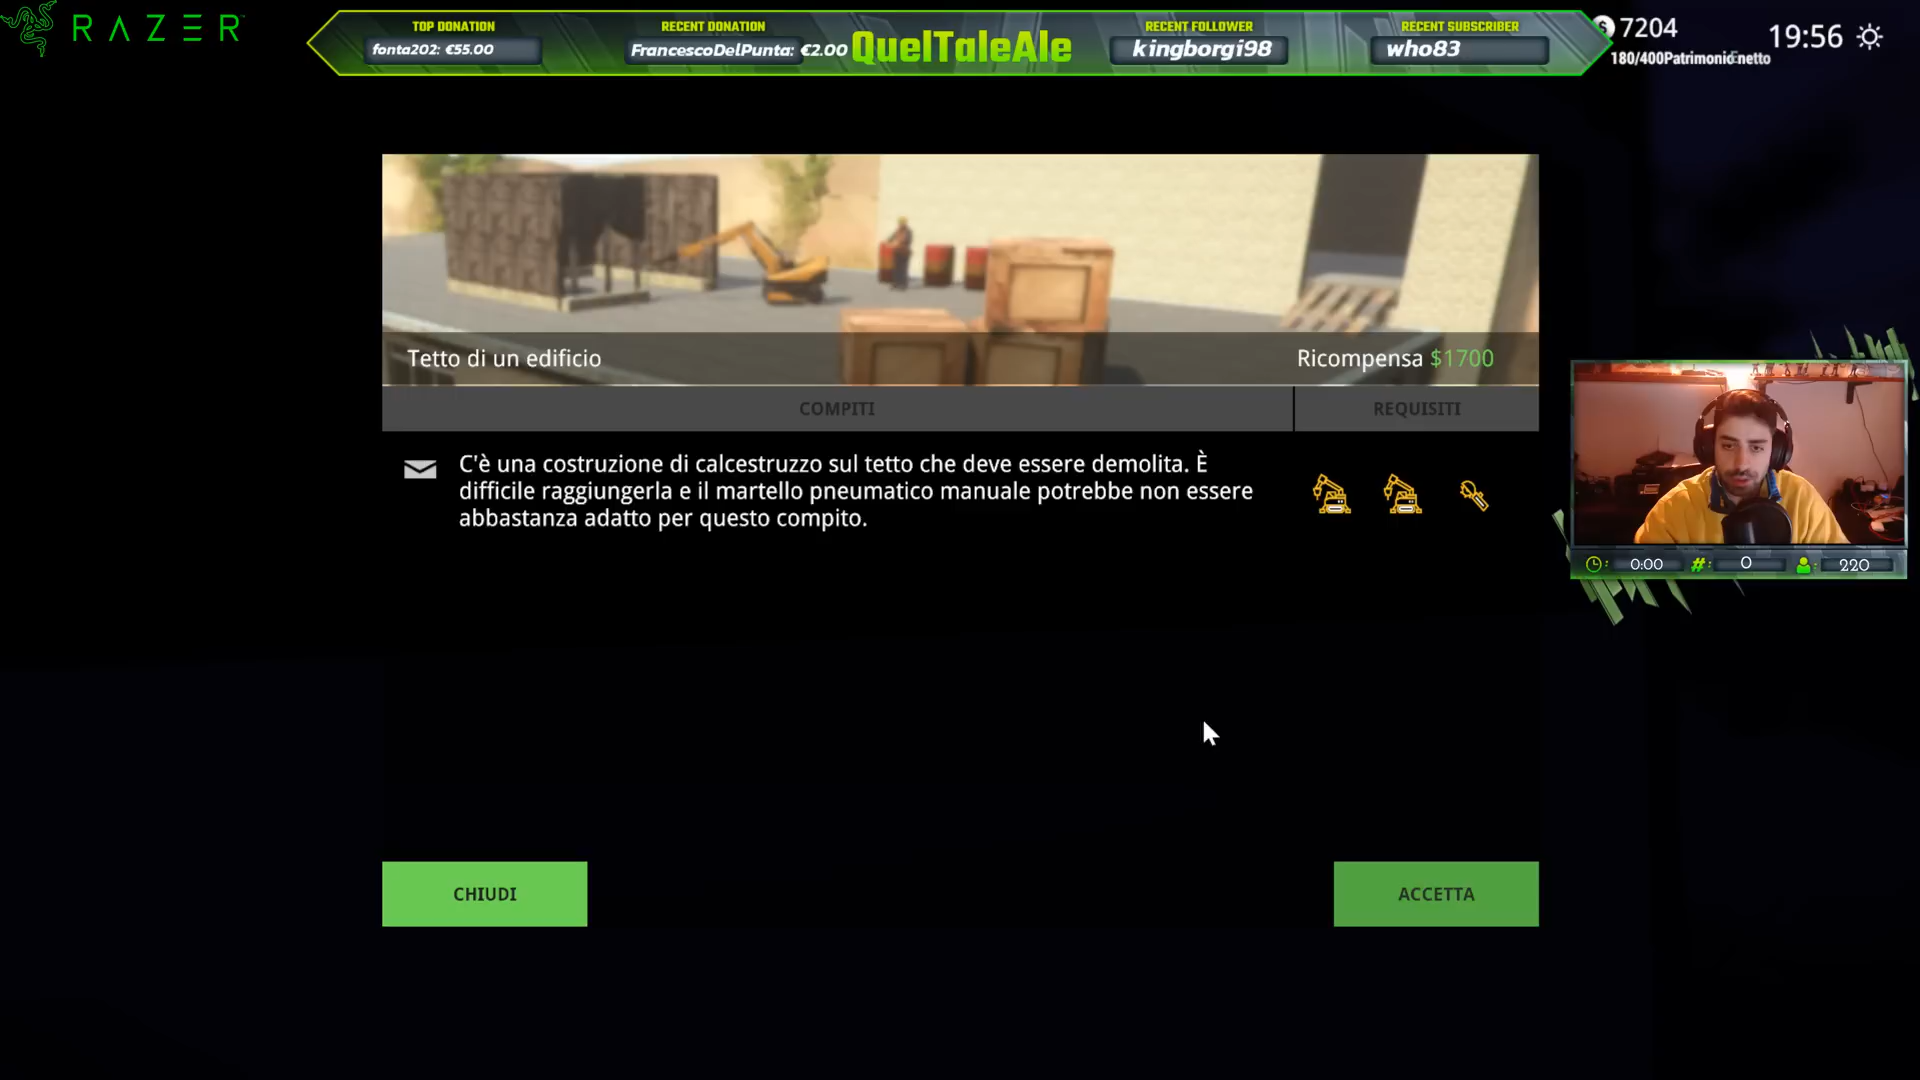 RAZER
TOP DONATION
fonta202: €55.00
RECENT DONATION
FrancescoDelPunta: €2.00
QuelTaleAle
RECENT FOLLOWER
kingborgi98
RECENT SUBSCRIBER
who83
$ 7204
180/400Patrimonio netto
19:56
Tetto di un edificio
Ricompensa $1700
COMPITI
REQUISITI
C'è una costruzione di calcestruzzo sul tetto che deve essere demolita. È
difficile raggiungerla e il martello pneumatico manuale potrebbe non essere
abbastanza adatto per questo compito.
0:00
#: 0
220
CHIUDI
ACCETTA